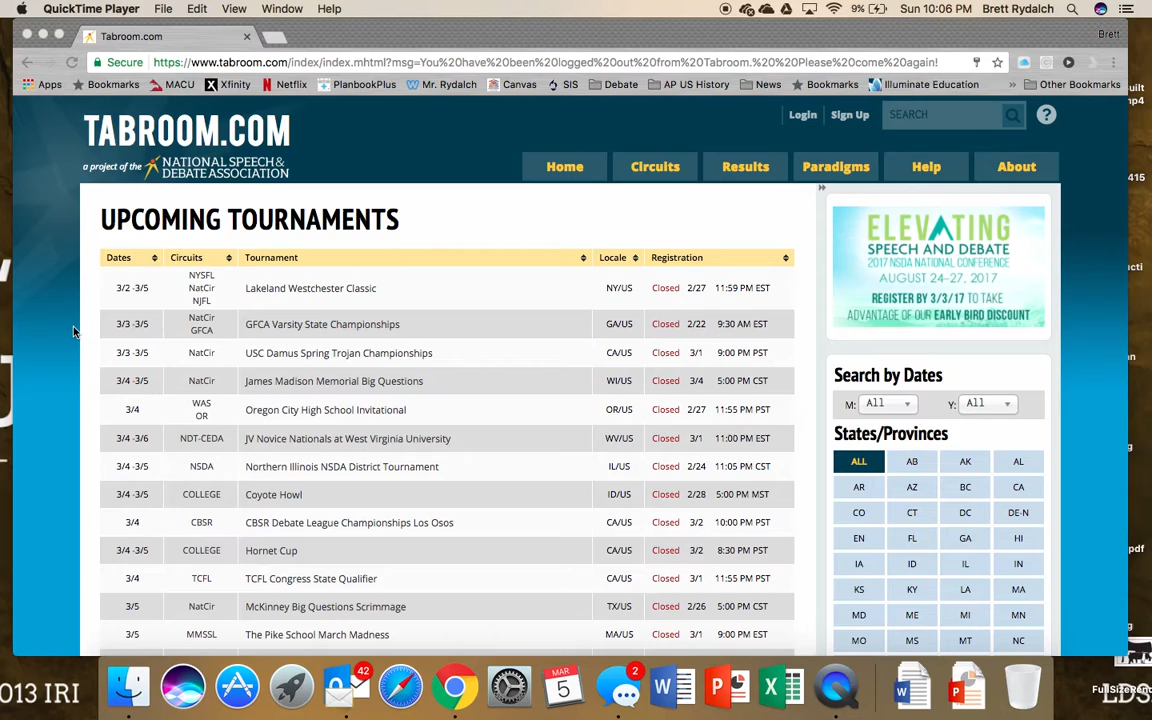 QuickTime Player File Edit View Window Help 9% Sun 10:06 PM Brett Rydalch
Tabroom.com Brett
Secure https://www.tabroom.com/index/index.mhtml?msg=You%20have%20been%20logged%20out%20from%20Tabroom.%20%20Please%20come%20again!
Apps Bookmarks MACU Xfinity Netflix PlanbookPlus Mr. Rydalch Canvas SIS Debate AP US History News Bookmarks Illuminate Education Other Bookmarks
Login Sign Up SEARCH ?
TABROOM.COM
a project of the NATIONAL SPEECH &
DEBATE ASSOCIATION
Home Circuits Results Paradigms Help About
UPCOMING TOURNAMENTS
Dates Circuits Tournament Locale Registration
NYSFL
3/2 -3/5 NatCir Lakeland Westchester Classic NY/US Closed 2/27 11:59 PM EST
NJFL
NatCir
3/3 -3/5 GFCA Varsity State Championships GA/US Closed 2/22 9:30 AM EST
GFCA
3/3 -3/5 NatCir USC Damus Spring Trojan Championships CA/US Closed 3/1 9:00 PM PST
3/4 -3/5 NatCir James Madison Memorial Big Questions WI/US Closed 3/4 5:00 PM CST
WAS
3/4 Oregon City High School Invitational OR/US Closed 2/27 11:55 PM PST
OR
3/4 -3/6 NDT-CEDA JV Novice Nationals at West Virginia University WV/US Closed 3/1 11:00 PM EST
3/4 -3/5 NSDA Northern Illinois NSDA District Tournament IL/US Closed 2/24 11:05 PM CST
3/4 -3/5 COLLEGE Coyote Howl ID/US Closed 2/28 5:00 PM MST
3/4 CBSR CBSR Debate League Championships Los Osos CA/US Closed 3/2 10:00 PM PST
3/4 -3/5 COLLEGE Hornet Cup CA/US Closed 3/2 8:30 PM PST
3/4 TCFL TCFL Congress State Qualifier CA/US Closed 3/1 11:55 PM PST
3/5 NatCir McKinney Big Questions Scrimmage TX/US Closed 2/26 5:00 PM CST
3/5 MMSSL The Pike School March Madness MA/US Closed 3/1 9:00 PM EST
ELEVATING
SPEECH AND DEBATE
2017 NSDA NATIONAL CONFERENCE
AUGUST 24-27, 2017
REGISTER BY 3/3/17 TO TAKE
ADVANTAGE OF OUR EARLY BIRD DISCOUNT
Search by Dates
M: All Y: All
States/Provinces
ALL AB AK AL
AR AZ BC CA
CO CT DC DE-N
EN FL GA HI
IA ID IL IN
KS KY LA MA
MD ME MI MN
MO MS MT NC
42
MAR
5
2
013 IRI
LDS
mp4
415
pdf